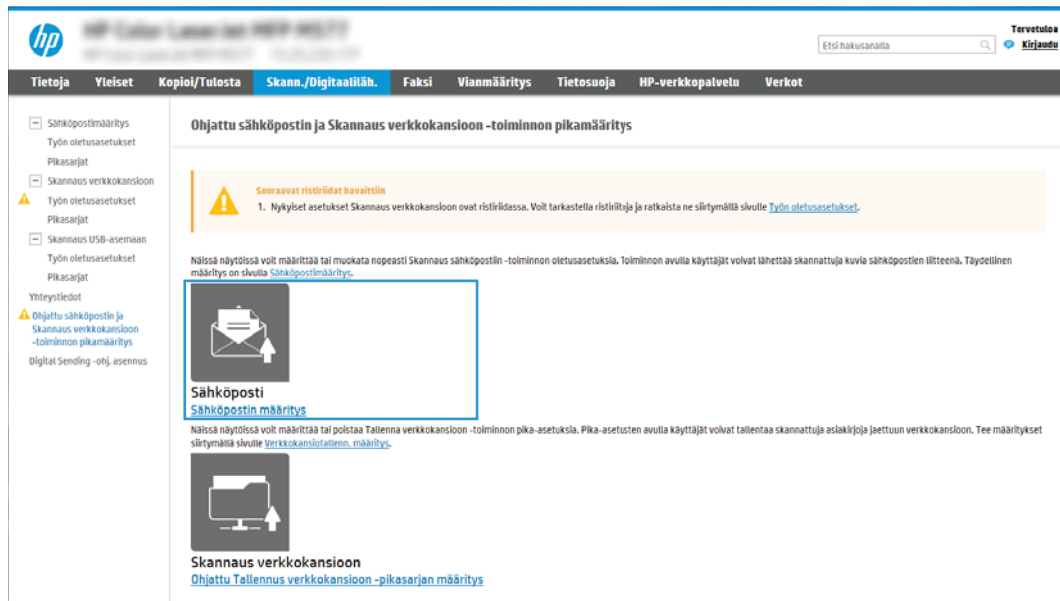 hp
Tervetuloa
Etsi hakusanalla
Kirjaudu
Tietoja Yleiset Kopioi/Tulosta Skann./Digitaaliläh. Faksi Vianmääritys Tietosuoja HP-verkkopalvelu Verkot
Sähköpostimääritys
Työn oletusasetukset
Pikasarjat
Skannaus verkkokansioon
Työn oletusasetukset
Pikasarjat
Skannaus USB-asemaan
Työn oletusasetukset
Pikasarjat
Yhteystiedot
Ohjattu sähköpostin ja
Skannaus verkkokansioon
-toiminnon pikamääritys
Digital Sending -ohj. asennus
Ohjattu sähköpostin ja Skannaus verkkokansioon -toiminnon pikamääritys
Seuraavat ristiriidat havaittiin
1. Nykyiset asetukset Skannaus verkkokansioon ovat ristiriidassa. Voit tarkastella ristiriituja ja ratkaista ne siirtymällä sivulle Työn oletusasetukset.
Näissä näytöissä voit määrittää tai muokata nopeasti Skannaus sähköpostiin -toiminnon oletusasetuksia. Toiminnon avulla käyttäjät voivat lähettää skannattuja kuvia sähköpostien liitteenä. Täydellinen
määritys on sivulla Sähköpostimääritys.
Sähköposti
Sähköpostin määritys
Näissä näytöissä voit määrittää tai poistaa Tallenna verkkokansioon -toiminnon pika-asetuksia. Pika-asetusten avulla käyttäjät voivat tallentaa skannattuja asiakirjoja jaettuun verkkokansioon. Tee määritykset
siirtymällä sivulle Verkkokansiotallenn. määritys.
Skannaus verkkokansioon
Ohjattu Tallennus verkkokansioon -pikasarjan määritys